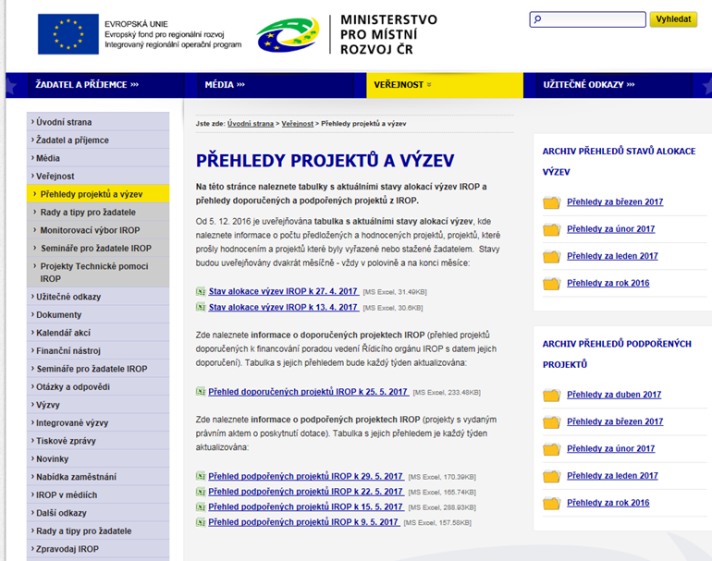 EVROPSKÁ UNIE
Evropský fond pro regionální rozvoj
Integrovaný regionální operační program
MINISTERSTVO
PRO MÍSTNÍ
ROZVOJ ČR
Vyhledat
ŽADATEL A PŘÍJEMCE »»
MÉDIA »»
VEŘEJNOST
UŽITEČNÉ ODKAZY »»
› Úvodní strana
› Žadatel a příjemce
› Média
› Veřejnost
› Přehledy projektů a výzev
› Rady a tipy pro žadatele
› Monitorovací výbor IROP
› Semináře pro žadatele IROP
› Projekty Technické pomoci
IROP
› Užitečné odkazy
› Dokumenty
› Kalendář akcí
› Finanční nástroj
› Semináře pro žadatele IROP
› Otázky a odpovědi
› Výzvy
› Integrované výzvy
› Tiskové zprávy
› Novinky
› Nabídka zaměstnání
› IROP v médiích
› Další odkazy
› Rady a tipy pro žadatele
› Zpravodaj IROP
Jste zde: Úvodní strana > Veřejnost > Přehledy projektů a výzev
PŘEHLEDY PROJEKTŮ A VÝZEV
Na této stránce naleznete tabulky s aktuálními stavy alokací výzev IROP a
přehledy doporučených a podpořených projektů z IROP.
Od 5. 12. 2016 je uveřejňována tabulka s aktuálními stavy alokací výzev, kde
naleznete informace o počtu předložených a hodnocených projektů, projektů, které
prošly hodnocením a projektů které byly vyřazené nebo stažené žadatelem. Stavy
budou uveřejňovány dvakrát měsíčně - vždy v polovině a na konci měsíce:
Stav alokace výzev IROP k 27. 4. 2017 [MS Excel, 31.49KB]
Stav alokace výzev IROP k 13. 4. 2017 [MS Excel, 30.6KB]
Zde naleznete informace o doporučených projektech IROP (přehled projektů
doporučených k financování poradou vedení Řídicího orgánu IROP s datem jejich
doporučení). Tabulka s jejich přehledem bude každý týden aktualizována:
Přehled doporučených projektů IROP k 25. 5. 2017 [MS Excel, 233.46KB]
Zde naleznete informace o podpořených projektech IROP (projekty s vydaným
právním aktem o poskytnutí dotace). Tabulka s jejich přehledem je každý týden
aktualizována:
Přehled podpořených projektů IROP k 29. 5. 2017 [MS Excel, 170.39KB]
Přehled podpořených projektů IROP k 22. 5. 2017 [MS Excel, 165.74KB]
Přehled podpořených projektů IROP k 15. 5. 2017 [MS Excel, 288.93KB]
Přehled podpořených projektů IROP k 9. 5. 2017 [MS Excel, 157.58KB]
ARCHIV PŘEHLEDŮ STAVŮ ALOKACE
VÝZEV
Přehledy za březen 2017
Přehledy za únor 2017
Přehledy za leden 2017
Přehledy za rok 2016
ARCHIV PŘEHLEDŮ PODPOŘENÝCH
PROJEKTŮ
Přehledy za duben 2017
Přehledy za březen 2017
Přehledy za únor 2017
Přehledy za leden 2017
Přehledy za rok 2016